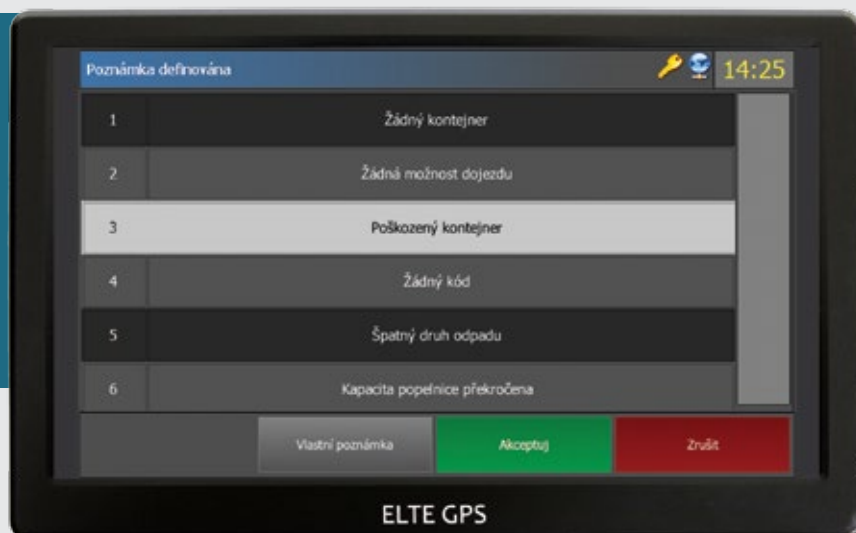 Poznámka definována
14:25
1 Žádný kontejner
2 Žádná možnost dojezdu
3 Poškozený kontejner
4 Žádný kód
5 Špatný druh odpadu
6 Kapacita popelnice překročena
Vlastní poznámka Akceptuj Zrušit
ELTE GPS